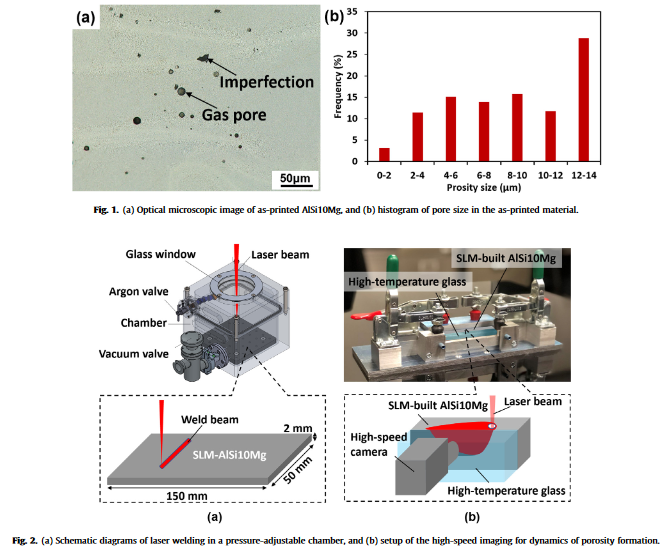 (a)
Imperfection
Gas pore
50μm
(b)
Frequency (%)
35
30
25
20
15
10
5
0
0-2 2-4 4-6 6-8 8-10 10-12 12-14
Prosity size (μm)
Fig. 1. (a) Optical microscopic image of as-printed AlSi10Mg, and (b) histogram of pore size in the as-printed material.
Glass window
Laser beam
Argon valve
Chamber
Vacuum valve
Weld beam
SLM-AlSi10Mg
2 mm
50 mm
150 mm
(a)
SLM-built AlSi10Mg
High-temperature glass
Laser beam
SLM-built AlSi10Mg
High-speed
camera
High-temperature glass
(b)
Fig. 2. (a) Schematic diagrams of laser welding in a pressure-adjustable chamber, and (b) setup of the high-speed imaging for dynamics of porosity formation.